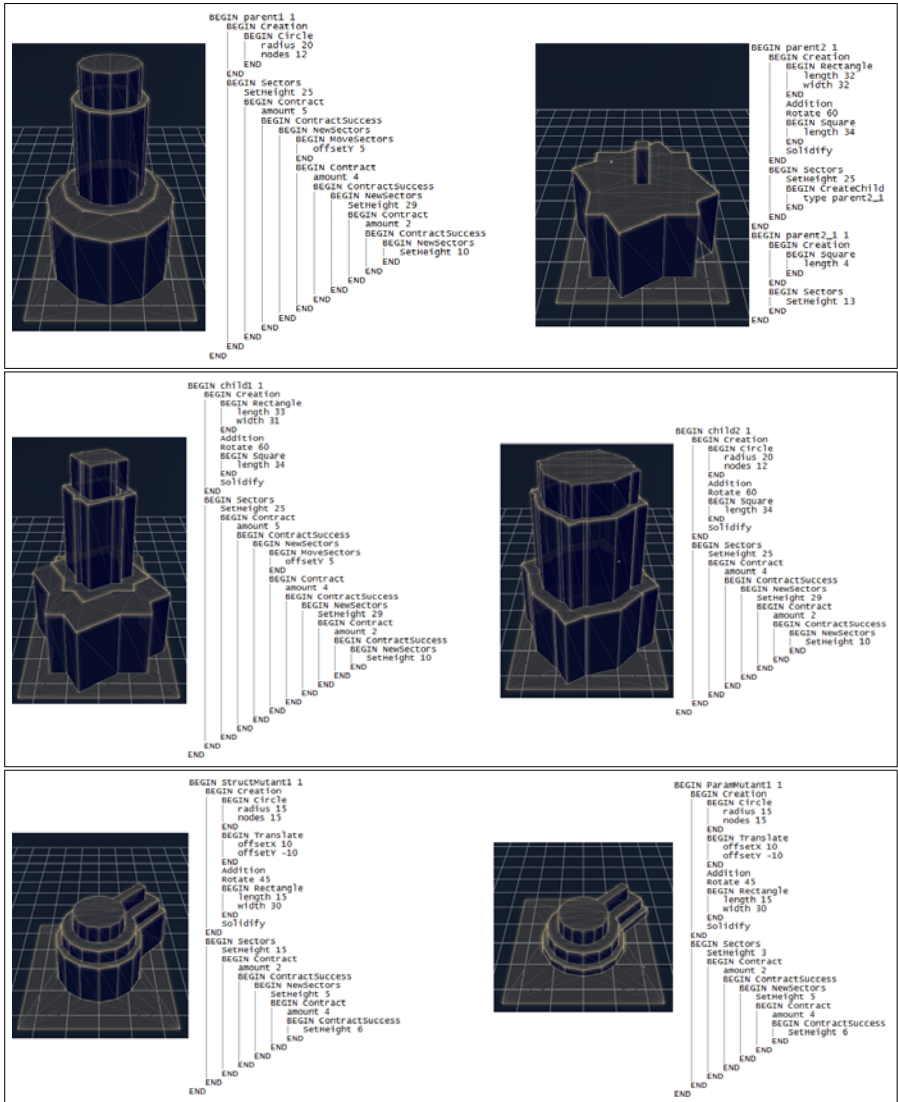 BEGIN parent1 1
BEGIN Creation
BEGIN Circle
radius 20
nodes 12
END
END
BEGIN Sectors
SetHeight 25
BEGIN Contract
amount 5
BEGIN ContractSuccess
BEGIN NewSectors
BEGIN MoveSectors
offsetY 5
END
BEGIN Contract
amount 4
BEGIN ContractSuccess
BEGIN NewSectors
SetHeight 29
BEGIN Contract
amount 2
BEGIN ContractSuccess
BEGIN NewSectors
SetHeight 10
END
END
END
END
END
END
END
END
END
END
END
BEGIN parent2 1
BEGIN Creation
BEGIN Rectangle
length 32
width 32
END
Addition
Rotate 60
BEGIN Square
length 34
END
Solidify
END
BEGIN Sectors
SetHeight 25
BEGIN CreateChild
type parent2_1
END
END
END
BEGIN parent2_1 1
BEGIN Creation
BEGIN Square
length 4
END
END
BEGIN Sectors
SetHeight 13
END
END
BEGIN child1 1
BEGIN Creation
BEGIN Rectangle
length 33
width 31
END
Addition
Rotate 60
BEGIN Square
length 34
END
Solidify
END
BEGIN Sectors
SetHeight 25
BEGIN Contract
amount 5
BEGIN ContractSuccess
BEGIN NewSectors
BEGIN MoveSectors
offsetY 5
END
BEGIN Contract
amount 4
BEGIN ContractSuccess
BEGIN NewSectors
SetHeight 29
BEGIN Contract
amount 2
BEGIN ContractSuccess
BEGIN NewSectors
SetHeight 10
END
END
END
END
END
END
END
END
END
END
END
BEGIN child2 1
BEGIN Creation
BEGIN Circle
radius 20
nodes 12
END
Addition
Rotate 60
BEGIN Square
length 34
END
Solidify
END
BEGIN Sectors
SetHeight 25
BEGIN Contract
amount 4
BEGIN ContractSuccess
BEGIN NewSectors
SetHeight 29
BEGIN Contract
amount 2
BEGIN ContractSuccess
BEGIN NewSectors
SetHeight 10
END
END
END
END
END
END
END
END
BEGIN StructMutant1 1
BEGIN Creation
BEGIN Circle
radius 15
nodes 15
END
BEGIN Translate
offsetX 10
offsetY -10
END
Addition
Rotate 45
BEGIN Rectangle
length 15
width 30
END
Solidify
END
BEGIN Sectors
SetHeight 15
BEGIN Contract
amount 2
BEGIN ContractSuccess
BEGIN NewSectors
SetHeight 5
BEGIN Contract
amount 4
BEGIN ContractSuccess
SetHeight 6
END
END
END
END
END
END
END
BEGIN ParamMutant1 1
BEGIN Creation
BEGIN Circle
radius 15
nodes 15
END
BEGIN Translate
offsetX 10
offsetY -10
END
Addition
Rotate 45
BEGIN Rectangle
length 15
width 30
END
Solidify
END
BEGIN Sectors
SetHeight 3
BEGIN Contract
amount 2
BEGIN ContractSuccess
BEGIN NewSectors
SetHeight 5
BEGIN Contract
amount 4
BEGIN ContractSuccess
SetHeight 6
END
END
END
END
END
END
END